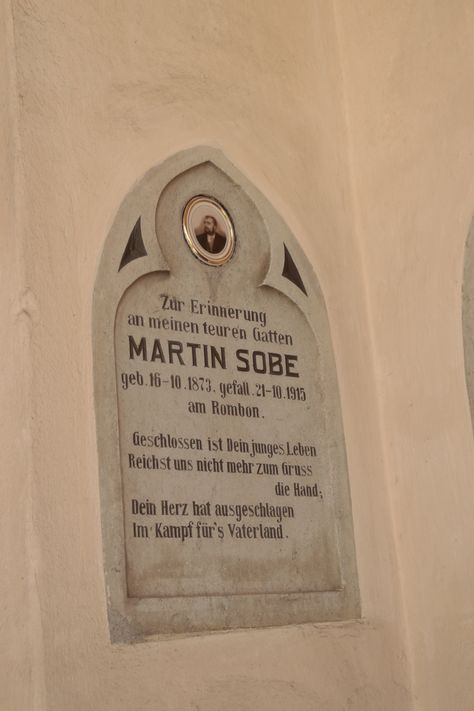 Zur Erinnerung
an meinen teuren Gatten
MARTIN SOBE
geb. 16-10. 1873. gefall. 21-10. 1915
am Rombon.
Geschlossen ist Dein junges Leben
Reichst uns nicht mehr zum Gruss
die Hand;
Dein Herz hat ausgeschlagen
Im Kampf für's Vaterland.